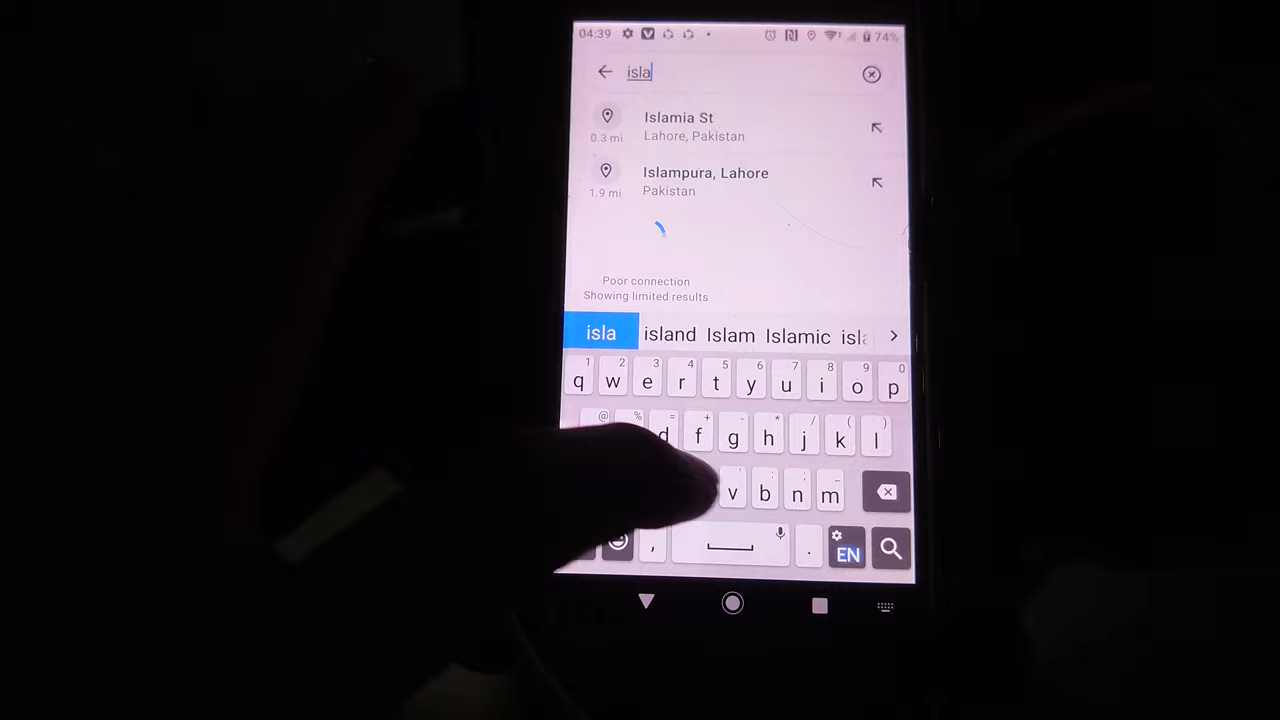 04:39 74%
isla
Islamia St
0.3 mi Lahore, Pakistan
Islampura, Lahore
1.9 mi Pakistan
Poor connection
Showing limited results
isla island Islam Islamic
1 2 3 4 5 6 7 8 9 0
q w e r t y u i o p
@ % = + - * / ( )
d f g h j k l
v b n m
, . EN